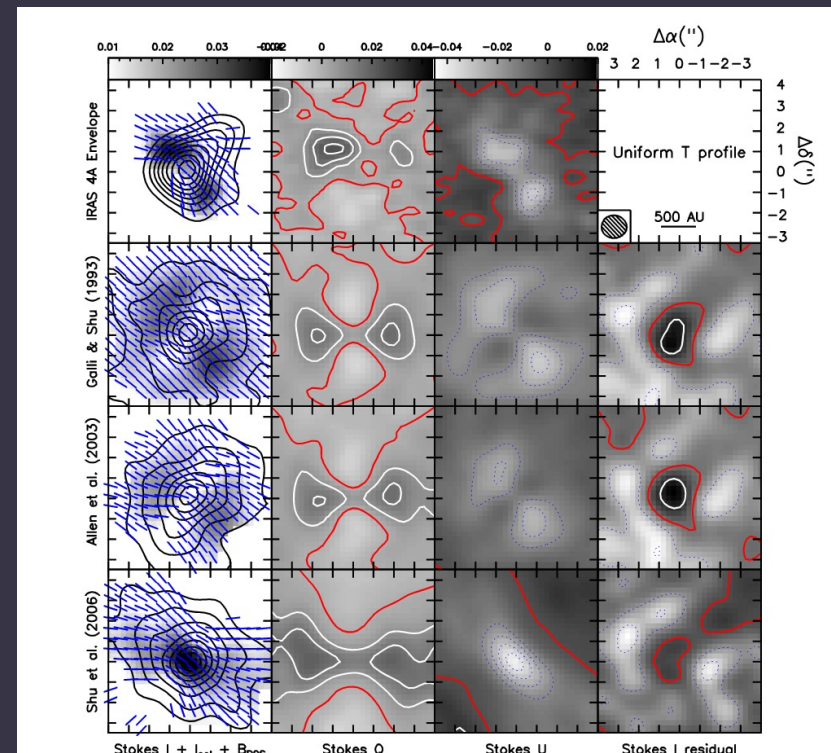 Δα('')
0.01 0.02 0.03 0 0.02 0.04 -0.04 -0.02 0 0.02
3 2 1 0 -1 -2 -3
IRAS 4A Envelope
Uniform T profile
500 AU
4
3
2
1
0
-1
-2
-3
Δδ('')
Galli & Shu (1993)
Allen et al. (2003)
Shu et al. (2006)
Stokes I + I + B
Stokes Q
Stokes U
Stokes I residual